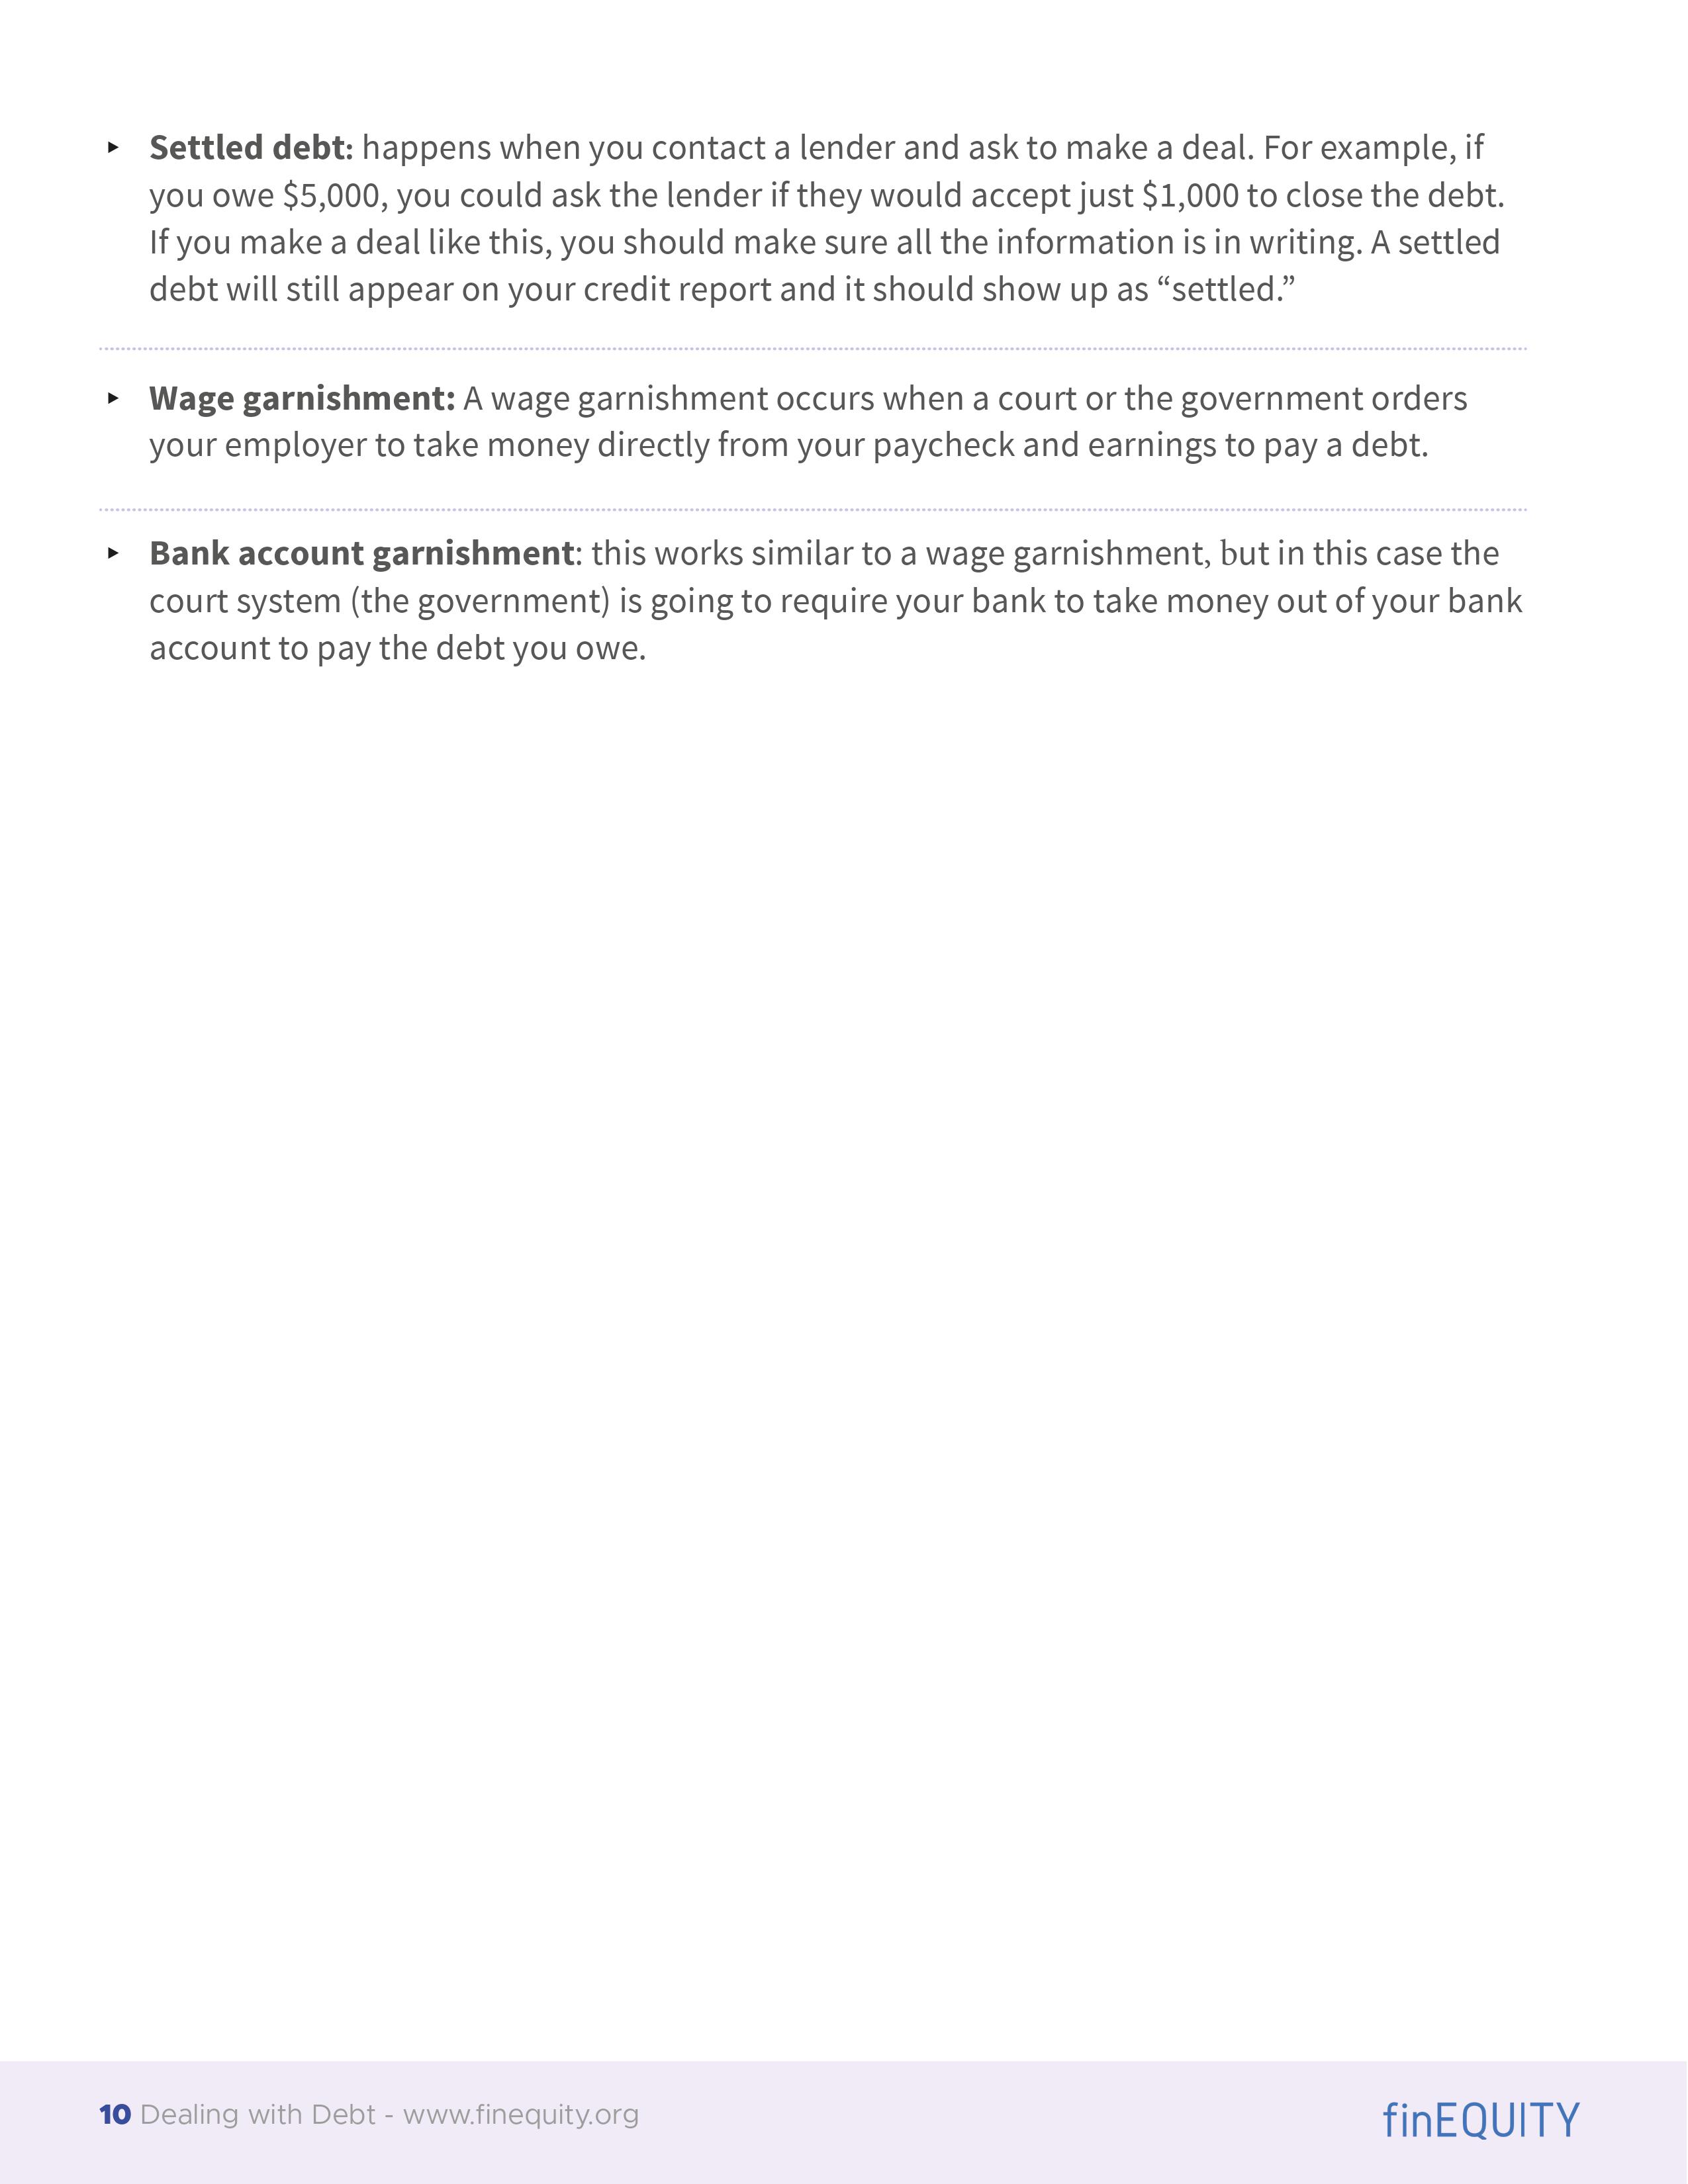 ▸ Settled debt: happens when you contact a lender and ask to make a deal. For example, if
you owe $5,000, you could ask the lender if they would accept just $1,000 to close the debt.
If you make a deal like this, you should make sure all the information is in writing. A settled
debt will still appear on your credit report and it should show up as “settled.”
▸ Wage garnishment: A wage garnishment occurs when a court or the government orders
your employer to take money directly from your paycheck and earnings to pay a debt.
▸ Bank account garnishment: this works similar to a wage garnishment, but in this case the
court system (the government) is going to require your bank to take money out of your bank
account to pay the debt you owe.
10 Dealing with Debt - www.finequity.org
finEQUITY